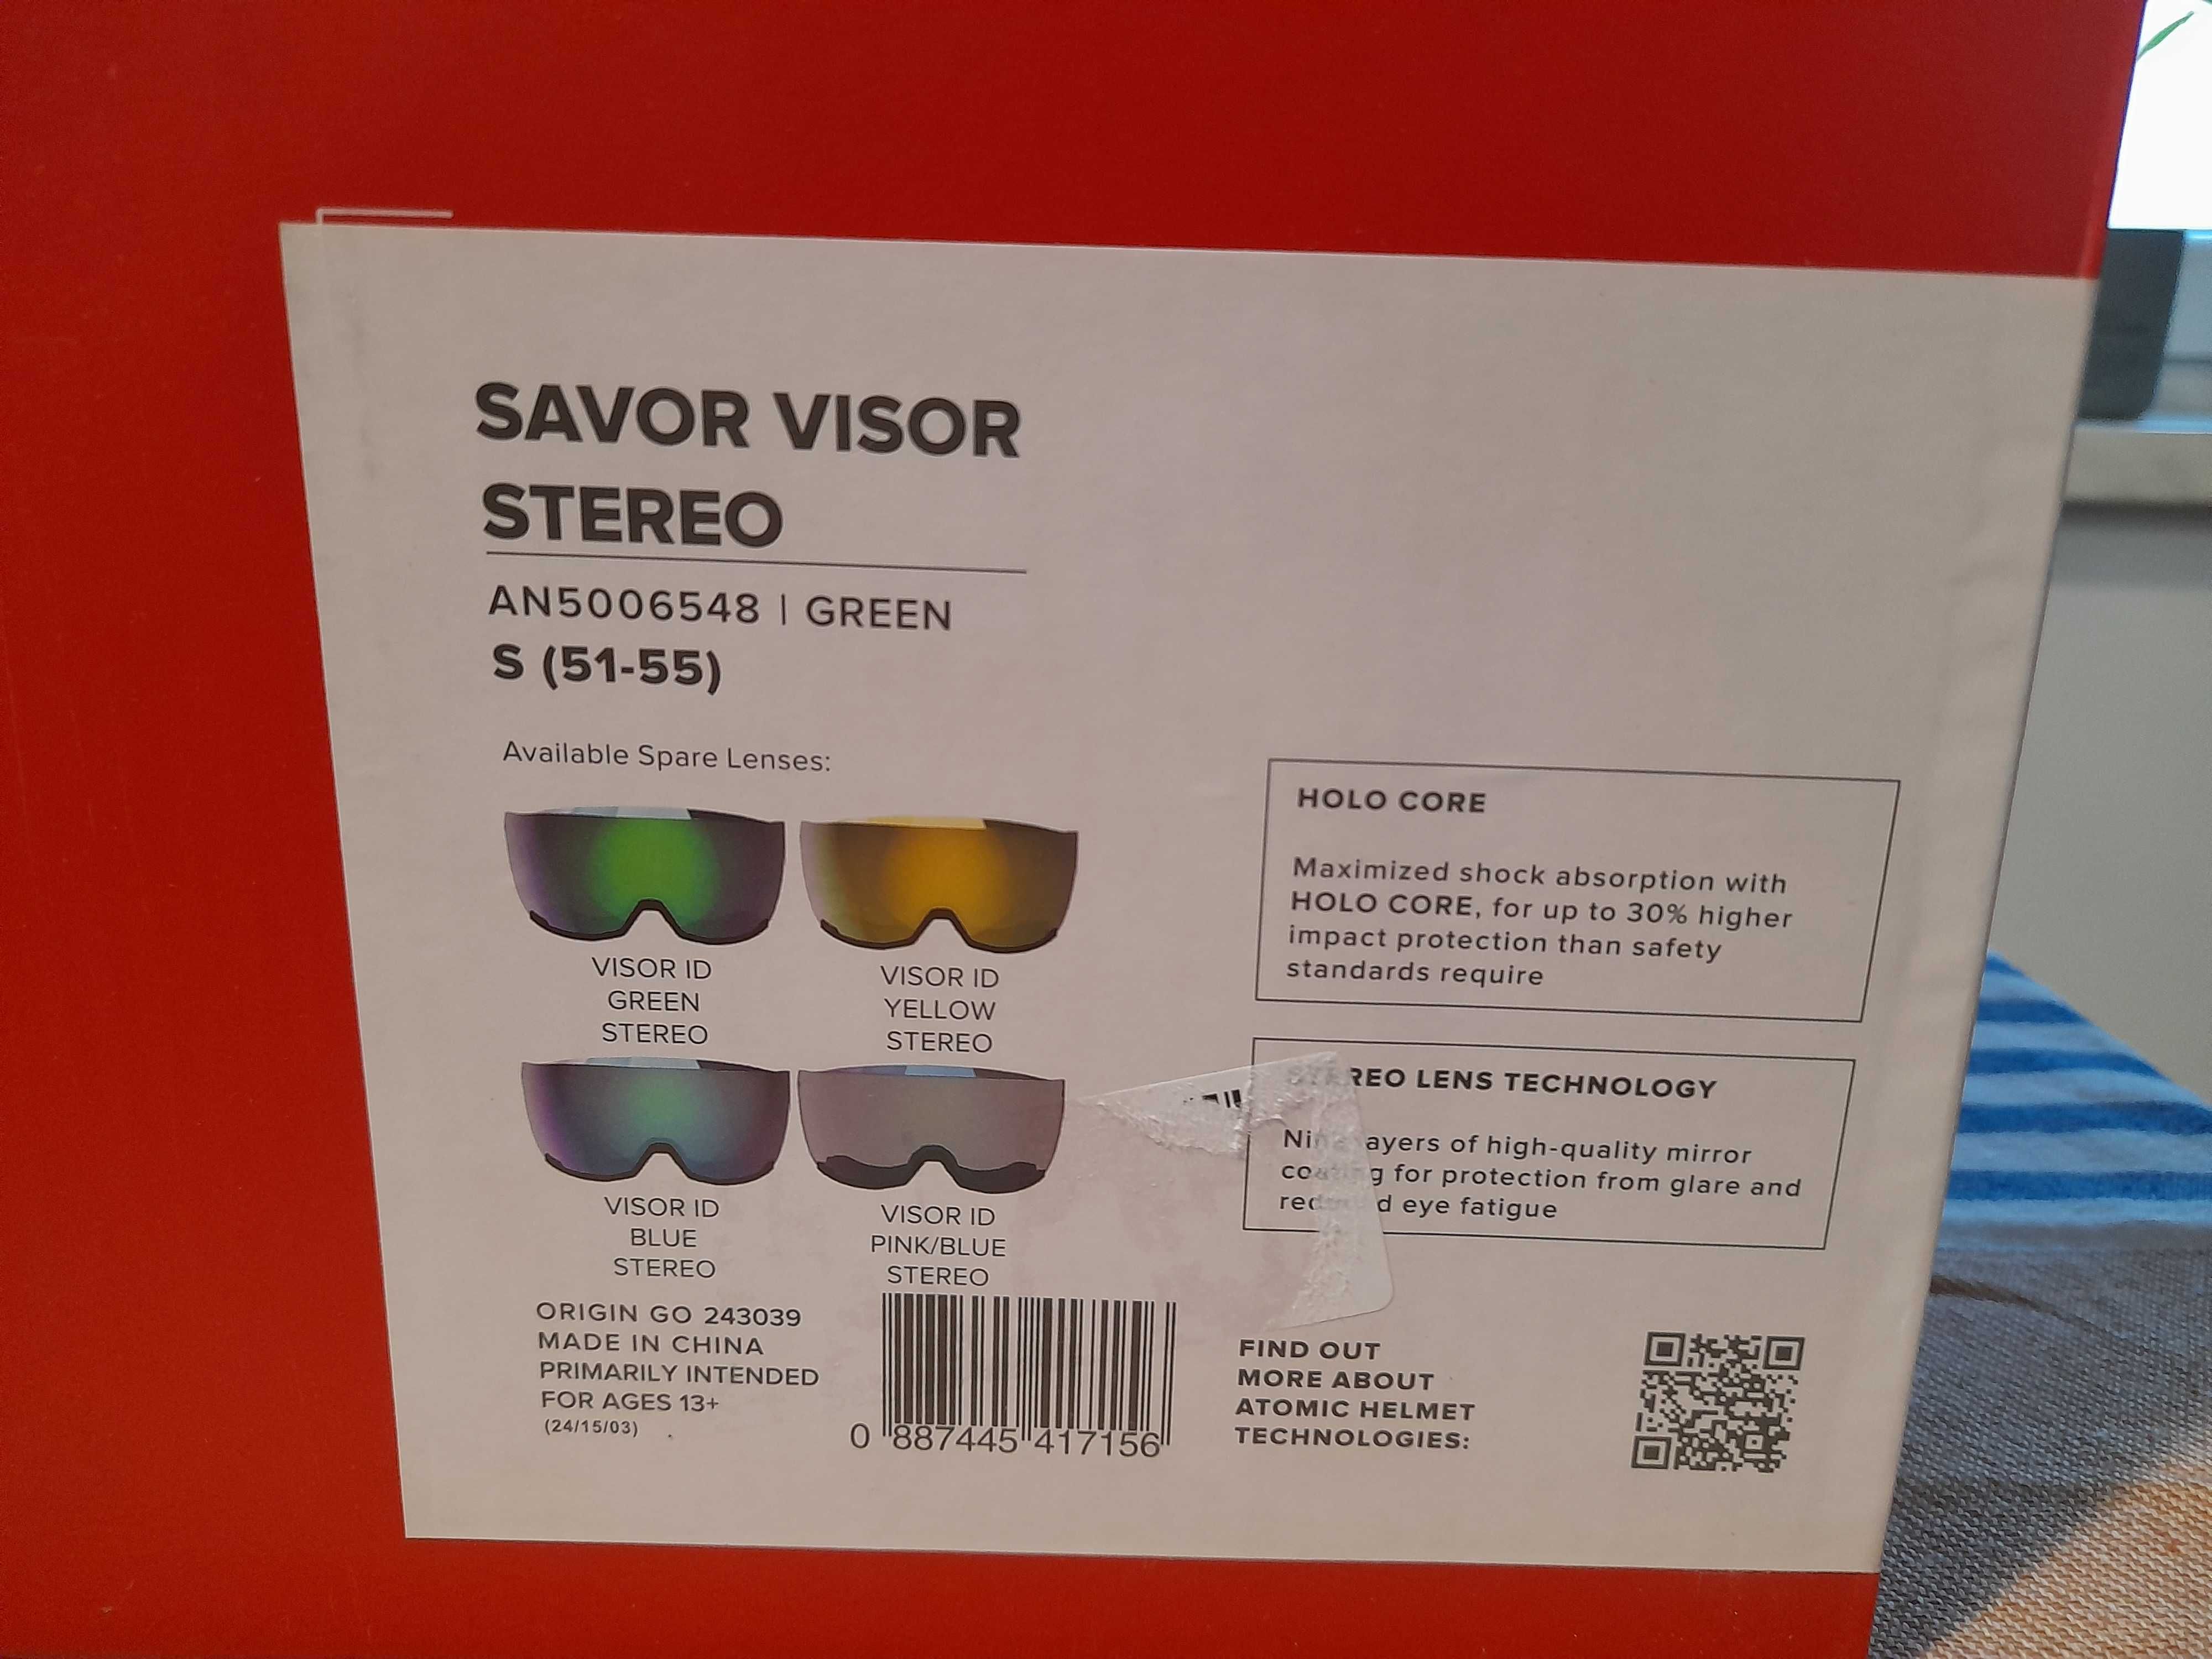 SAVOR VISOR
STEREO
AN5006548 | GREEN
S (51-55)
Available Spare Lenses:
VISOR ID
GREEN
STEREO
VISOR ID
YELLOW
STEREO
VISOR ID
BLUE
STEREO
VISOR ID
PINK/BLUE
STEREO
HOLO CORE
Maximized shock absorption with
HOLO CORE, for up to 30% higher
impact protection than safety
standards require
STEREO LENS TECHNOLOGY
Nine layers of high-quality mirror
coating for protection from glare and
reduced eye fatigue
ORIGIN GO 243039
MADE IN CHINA
PRIMARILY INTENDED
FOR AGES 13+
(24/15/03)
0 887445 417156
FIND OUT
MORE ABOUT
ATOMIC HELMET
TECHNOLOGIES: